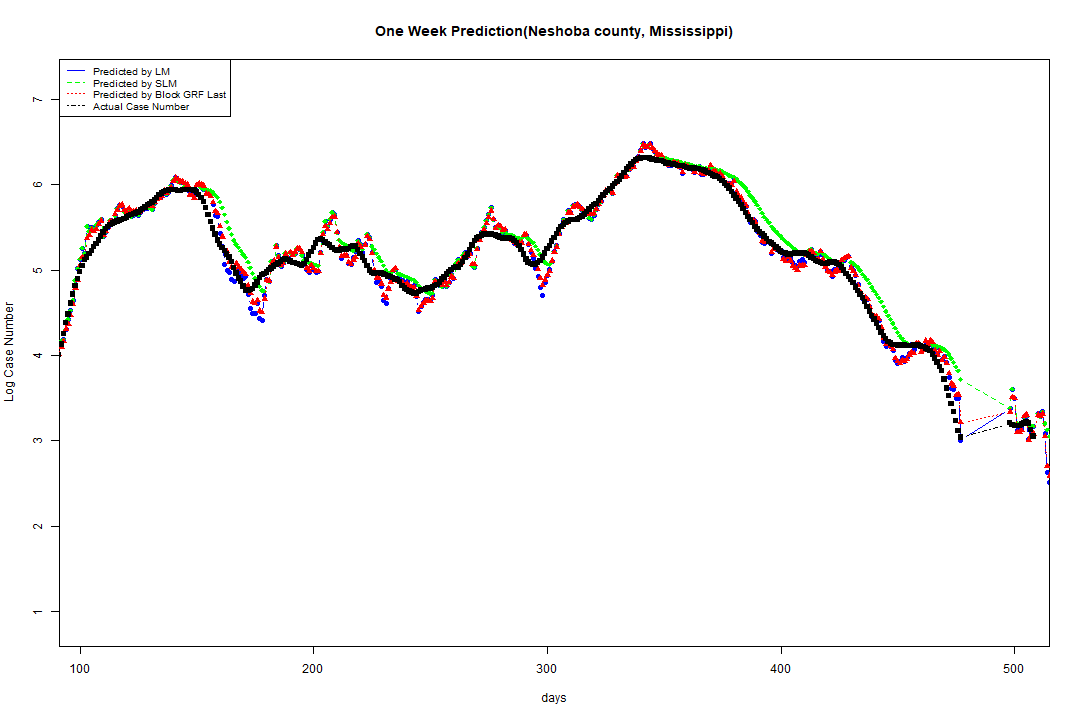 One Week Prediction(Neshoba county, Mississippi)
Predicted by LM
Predicted by SLM
Predicted by Block GRF Last
Actual Case Number
Log Case Number
7
6
5
4
3
2
1
100 200 300 400 500
days